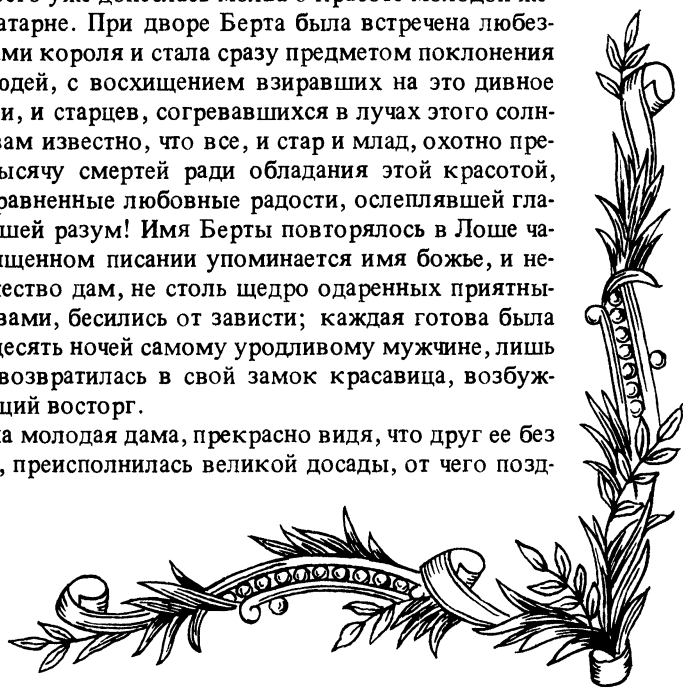 уже донеслась молва о красоте молодой же-
атарне. При дворе Берта была встречена любез-
ами короля и стала сразу предметом поклонения
юдей, с восхищением взиравших на это дивное
и, и старцев, согревавшихся в лучах этого солн-
вам известно, что все, и стар и млад, охотно пре-
ысячу смертей ради обладания этой красотой,
равненные любовные радости, ослеплявшей гла-
шей разум! Имя Берты повторялось в Лоше ча-
ященном писании упоминается имя божье, и не-
ество дам, не столь щедро одаренных приятны-
вами, бесились от зависти; каждая готова была
десять ночей самому уродливому мужчине, лишь
возвратилась в свой замок красавица, возбуж-
щий восторг.
на молодая дама, прекрасно видя, что друг ее без
, преисполнилась великой досады, от чего позд-